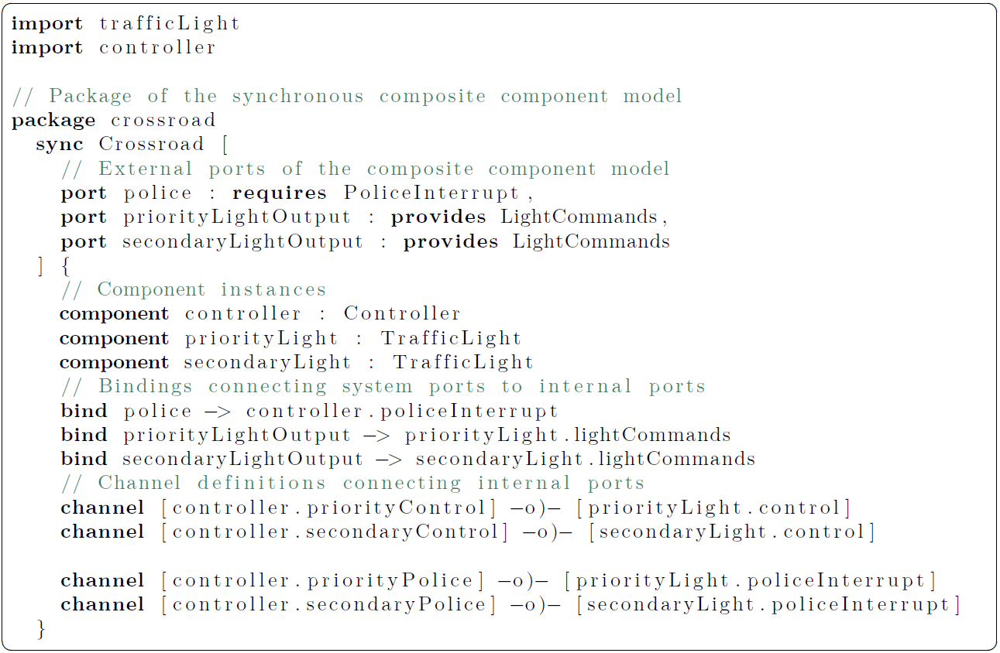 import trafficLight
import controller
// Package of the synchronous composite component model
package crossroad
sync Crossroad [
// External ports of the composite component model
port police : requires PoliceInterrupt,
port priorityLightOutput : provides LightCommands,
port secondaryLightOutput : provides LightCommands
] {
// Component instances
component controller : Controller
component priorityLight : TrafficLight
component secondaryLight : TrafficLight
// Bindings connecting system ports to internal ports
bind police -> controller.policeInterrupt
bind priorityLightOutput -> priorityLight.lightCommands
bind secondaryLightOutput -> secondaryLight.lightCommands
// Channel definitions connecting internal ports
channel [controller.priorityControl] -o)- [priorityLight.control]
channel [controller.secondaryControl] -o)- [secondaryLight.control]
channel [controller.priorityPolice] -o)- [priorityLight.policeInterrupt]
channel [controller.secondaryPolice] -o)- [secondaryLight.policeInterrupt]
}